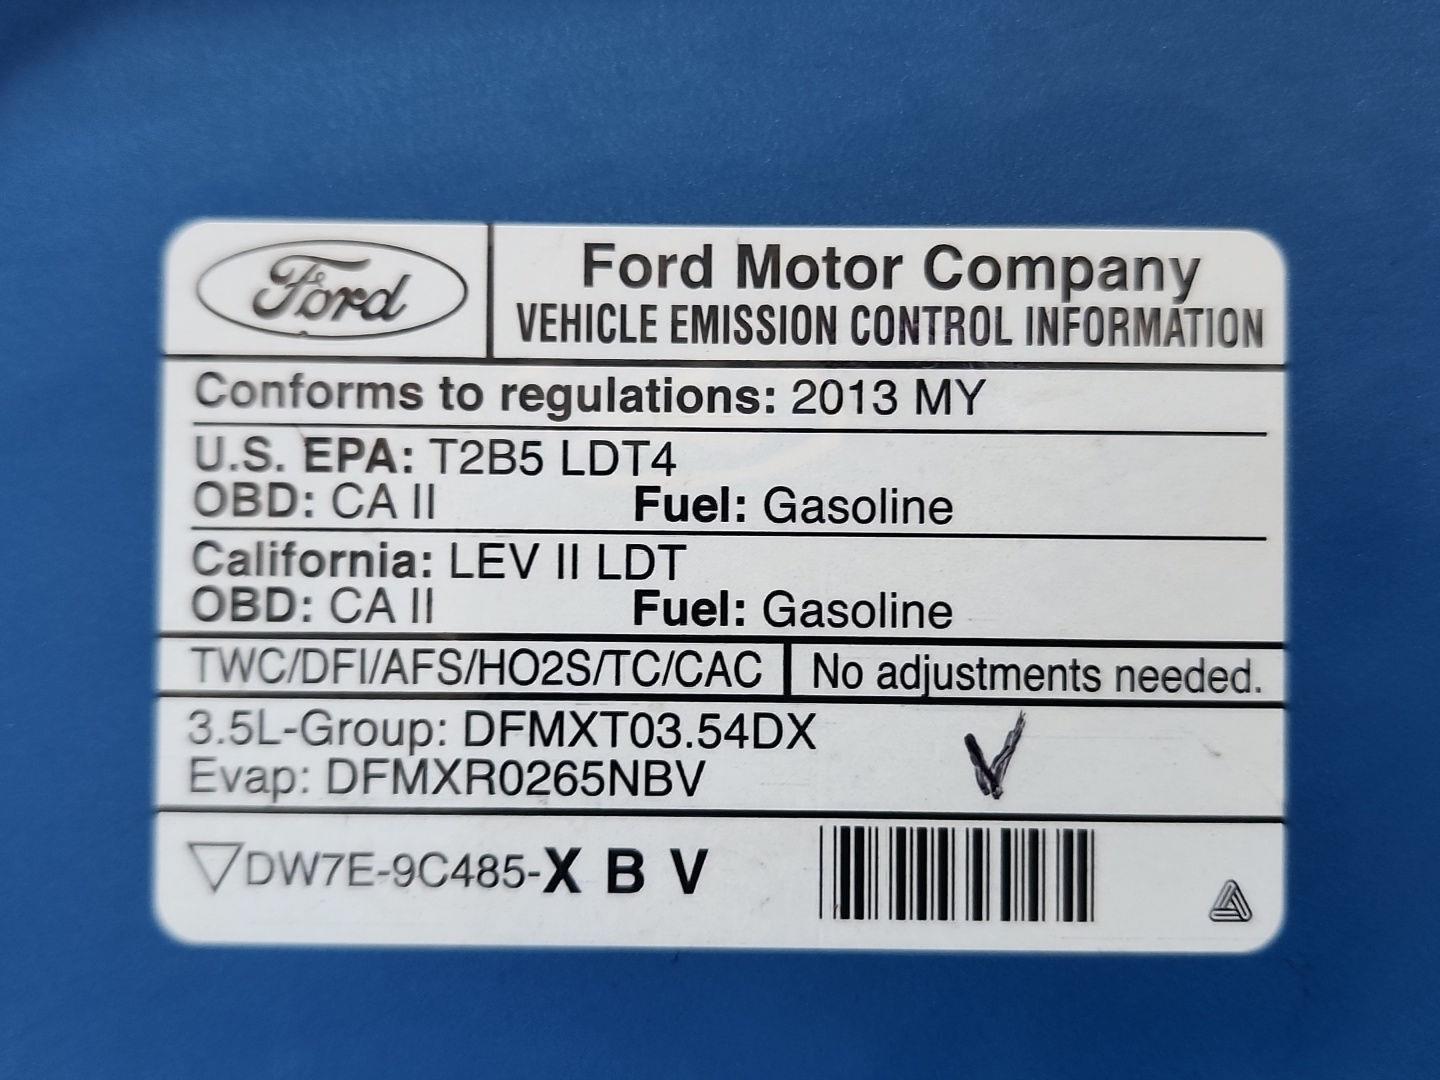 Ford
Ford Motor Company
VEHICLE EMISSION CONTROL INFORMATION
Conforms to regulations: 2013 MY
U.S. EPA: T2B5 LDT4
OBD: CA II Fuel: Gasoline
California: LEV II LDT
OBD: CA II Fuel: Gasoline
TWC/DFI/AFS/HO2S/TC/CAC No adjustments needed.
3.5L-Group: DFMXT03.54DX
Evap: DFMXR0265NBV
DW7E-9C485-X B V